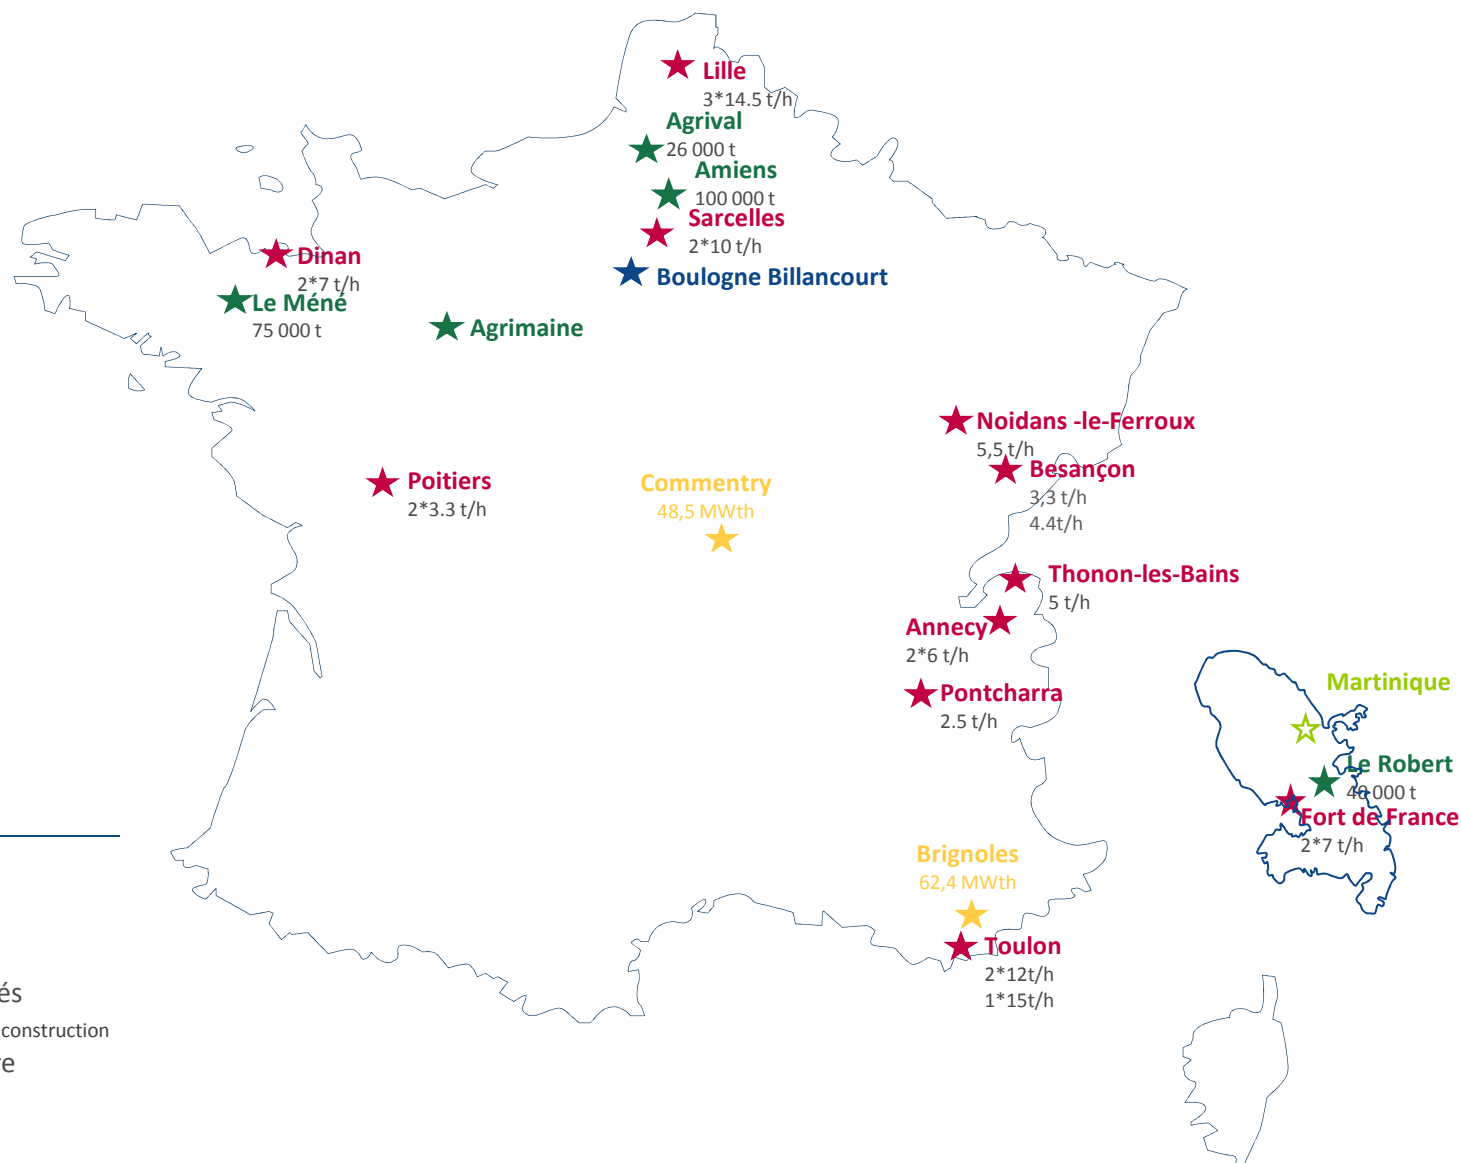 Lille
3*14.5 t/h
Agrival
26 000 t
Amiens
100 000 t
Sarcelles
2*10 t/h
Boulogne Billancourt
Dinan
2*7 t/h
Le Méné
75 000 t
Agrimaine
Noidans -le-Ferroux
5,5 t/h
Besançon
3,3 t/h
4.4t/h
Poitiers
2*3.3 t/h
Commentry
48,5 MWth
Thonon-les-Bains
5 t/h
Annecy
2*6 t/h
Pontcharra
2.5 t/h
Martinique
Le Robert
40 000 t
Fort de France
2*7 t/h
Brignoles
62,4 MWth
Toulon
2*12t/h
1*15t/h
és
construction
re